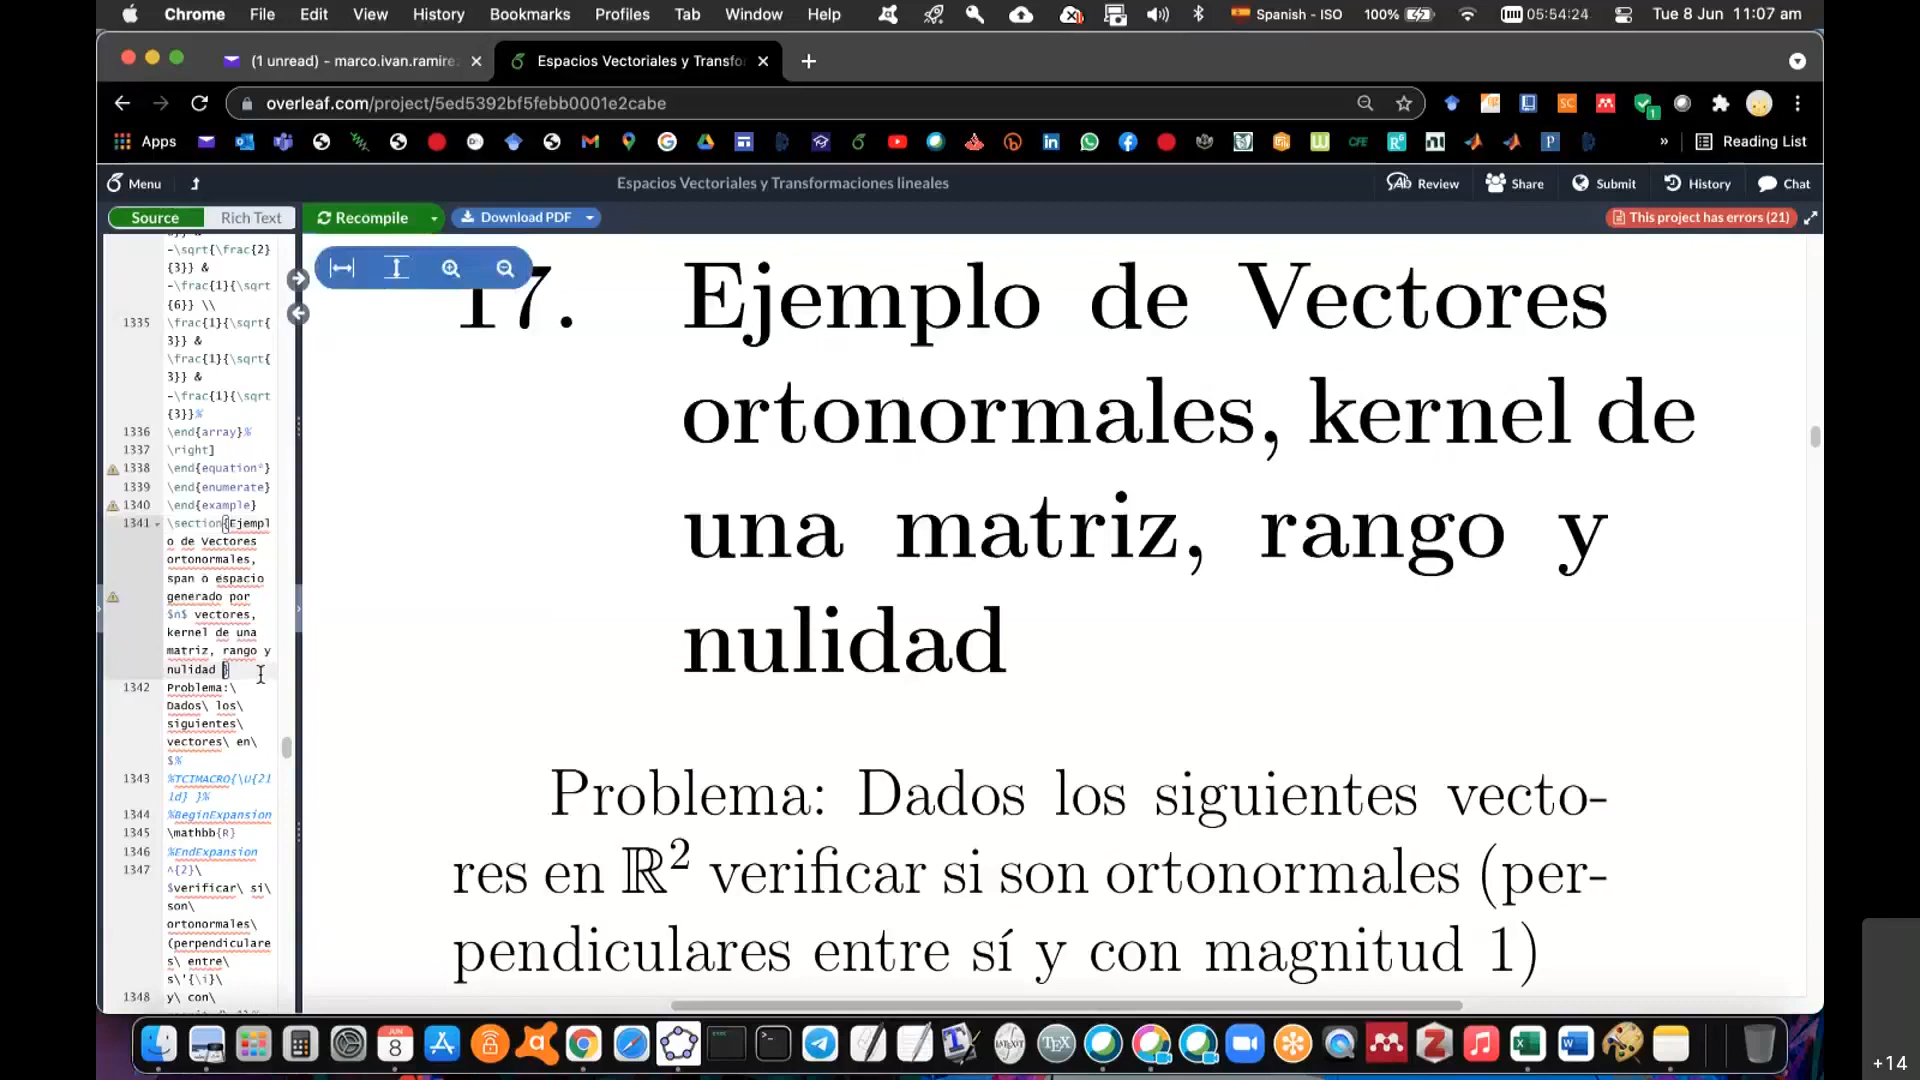 Chrome File Edit View History Bookmarks Profiles Tab Window Help Spanish - ISO 100% 05:54:24 Tue 8 Jun 11:07 am
(1 unread) - marco.ivan.ramire
Espacios Vectoriales y Transfo
overleaf.com/project/5ed5392bf5febb0001e2cabe
Apps
Reading List
Menu
Espacios Vectoriales y Transformaciones lineales
Review Share Submit History Chat
Source Rich Text Recompile Download PDF This project has errors (21)
-\sqrt{\frac{2}
{3}} &
-\frac{1}{\sqrt
{6}} \\
1335 \frac{1}{\sqrt{
3}} &
\frac{1}{\sqrt{
3}} &
-\frac{1}{\sqrt
{3}}%
1336 \end{array}%
1337 \right]
1338 \end{equation*}
1339 \end{enumerate}
1340 \end{example}
1341 \section{Ejempl
o de Vectores
ortonormales,
span o espacio
generado por
$n$ vectores,
kernel de una
matriz, rango y
nulidad }
1342 Problema:\
Dados\ los\
siguientes\
vectores\ en\
$%
1343 %TCIMACRO{\U{21
1d} }%
1344 %BeginExpansion
1345 \mathbb{R}
1346 %EndExpansion
1347 ^{2}\
$verificar\ si\
son\
ortonormales\
(perpendiculare
s\ entre\
s\'{\i}\
1348 y\ con\
17. Ejemplo de Vectores
ortonormales, kernel de
una matriz, rango y
nulidad
Problema: Dados los siguientes vecto-
res en ℝ² verificar si son ortonormales (per-
pendiculares entre sí y con magnitud 1)
+14